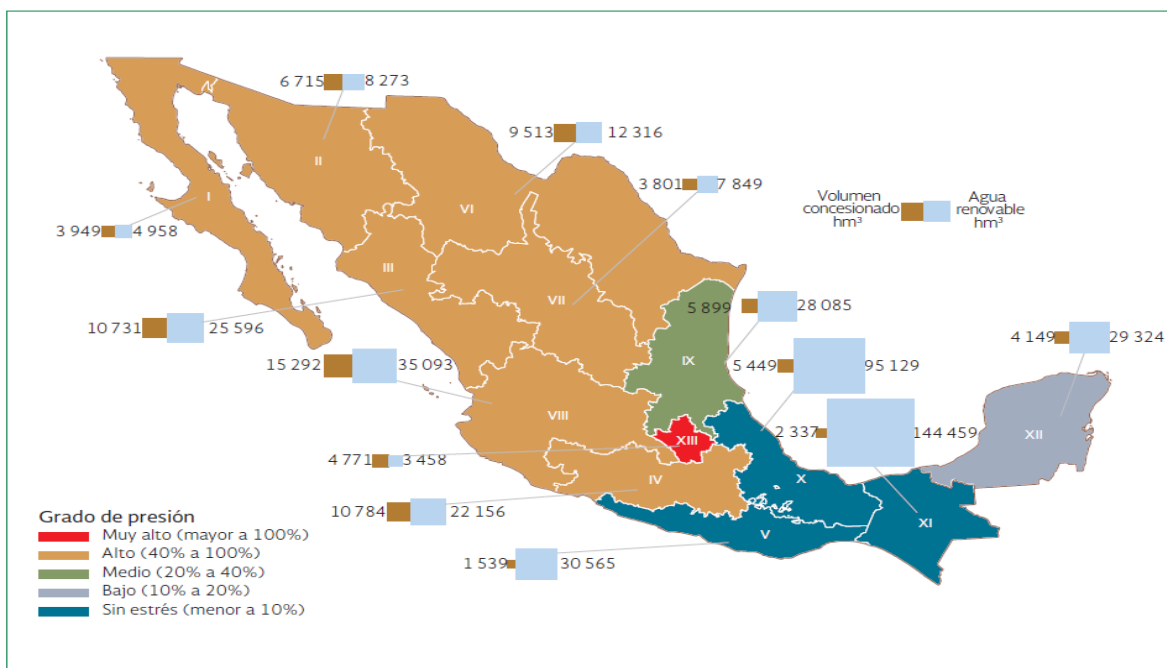 6 715 8 273
9 513 12 316
3 801 7 849
Volumen
concesionado
hm³
Agua
renovable
hm³
II
I
VI
3 949 4 958
III
VII
10 731 25 596
5 899 28 085
4 149 29 324
15 292 35 093
IX
5 449 95 129
VIII
XIII
2 337 144 459
XII
4 771 3 458
IV
X
10 784 22 156
XI
V
1 539 30 565
Grado de presión
Muy alto (mayor a 100%)
Alto (40% a 100%)
Medio (20% a 40%)
Bajo (10% a 20%)
Sin estrés (menor a 10%)